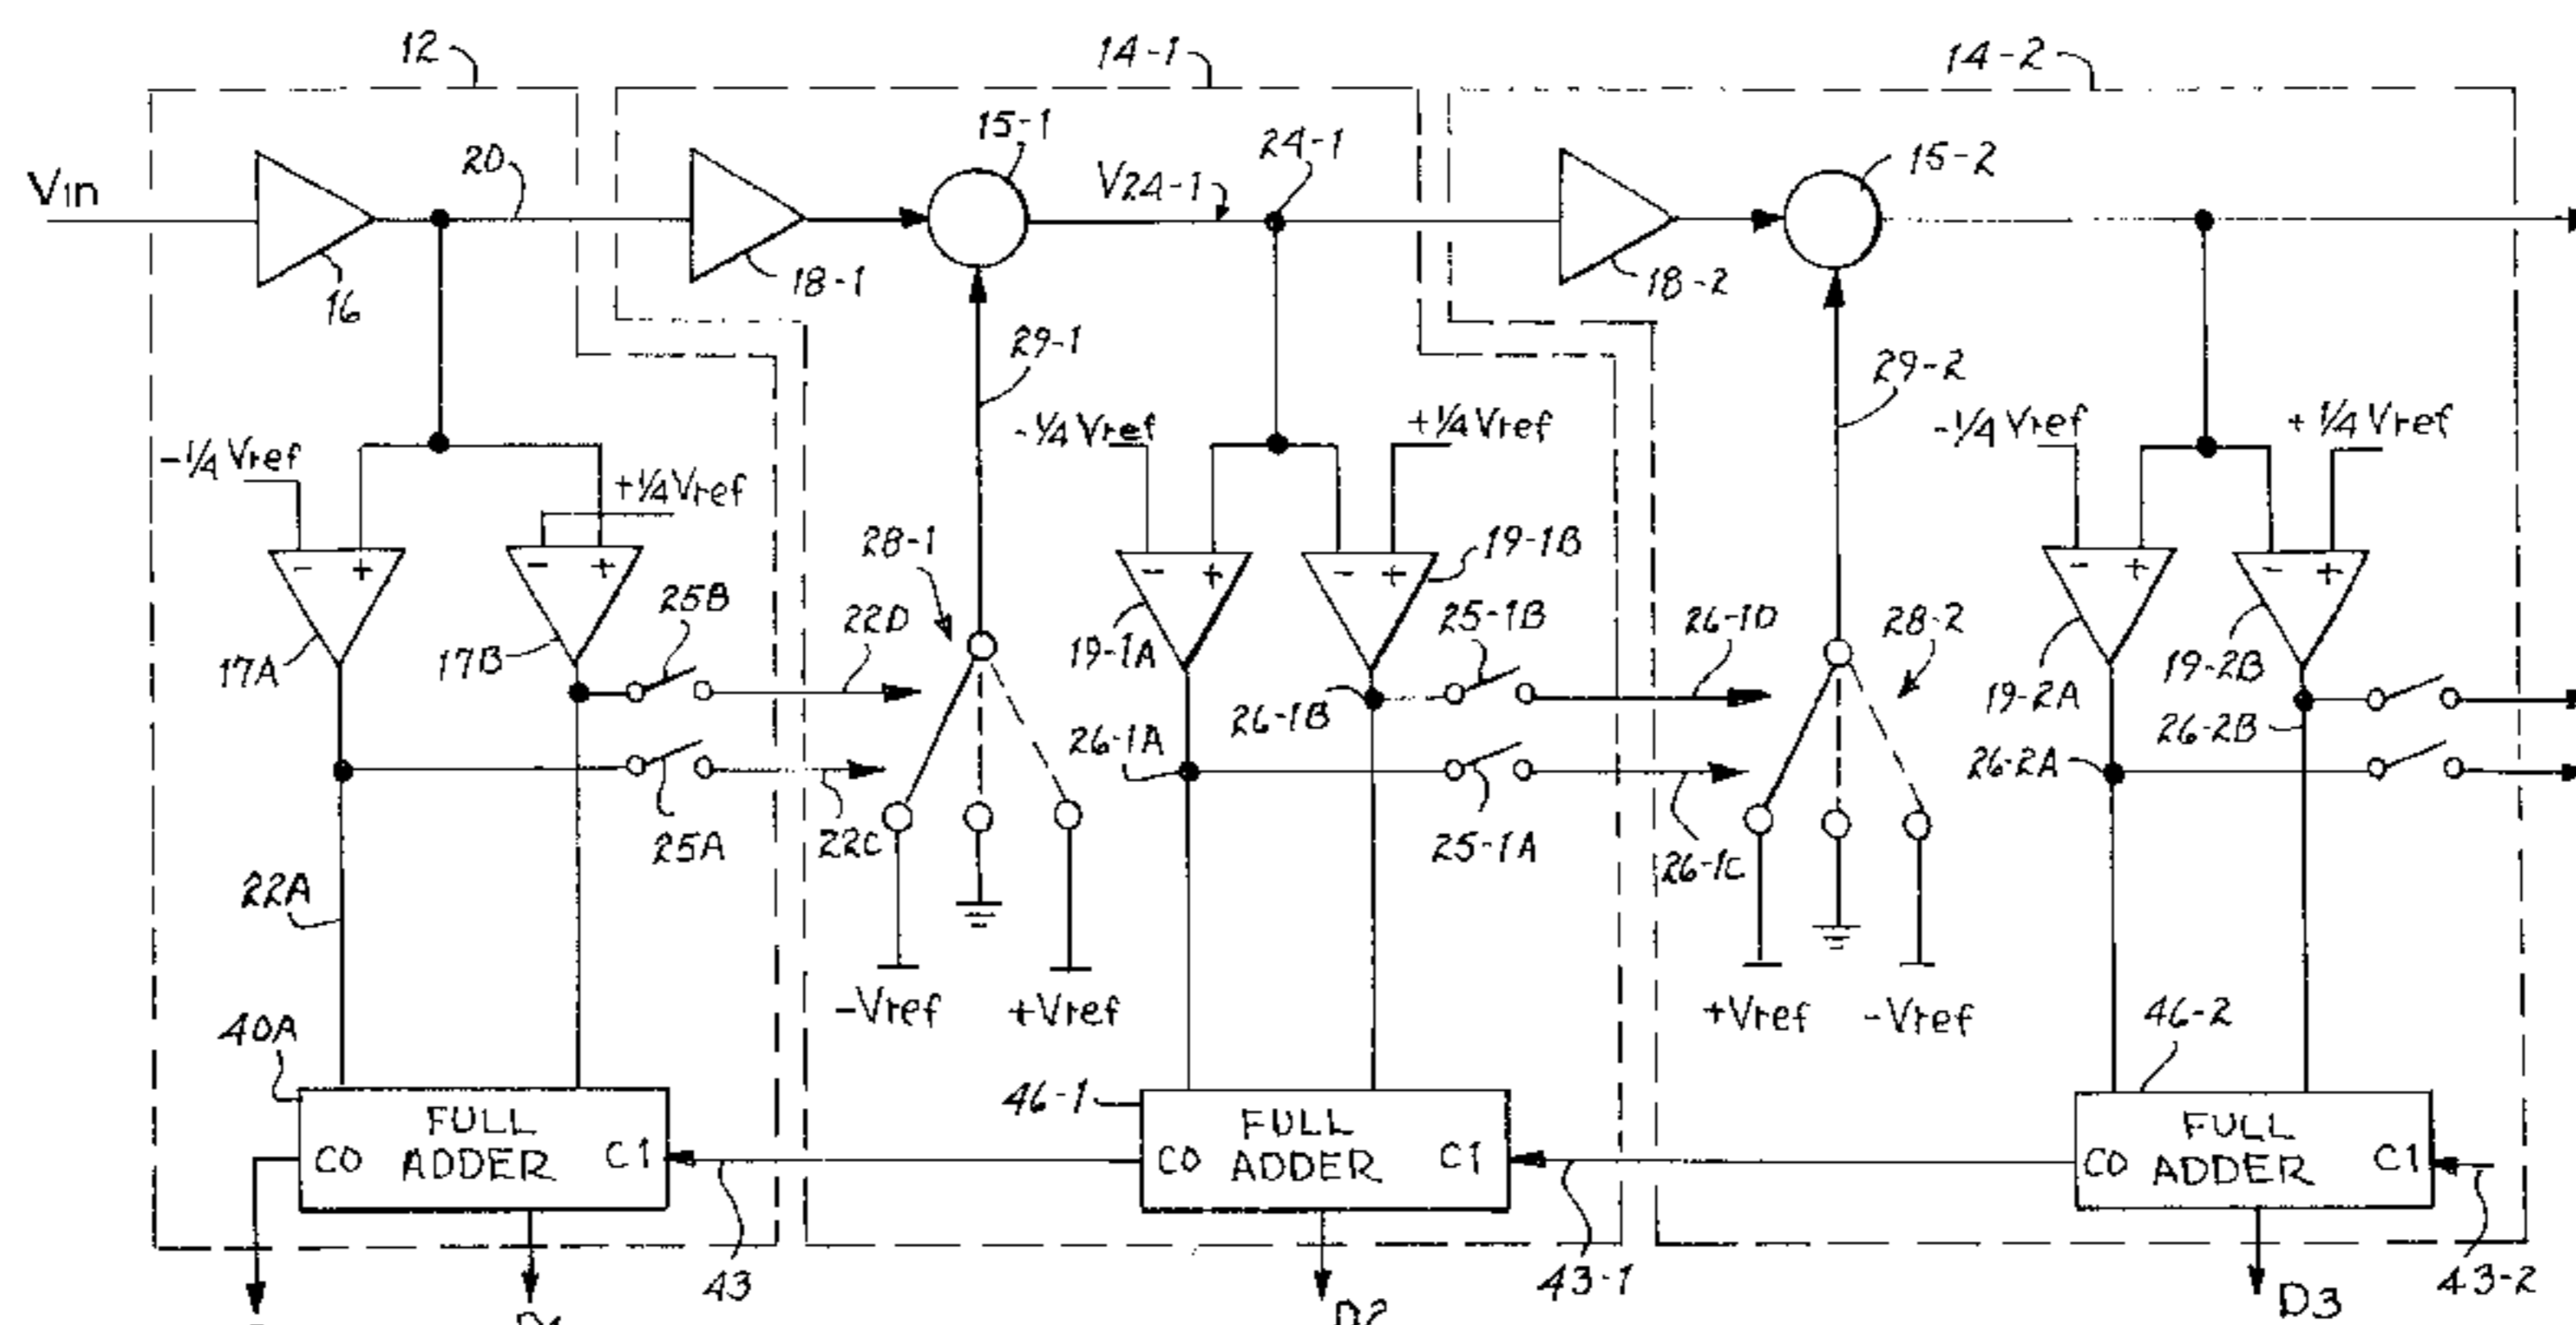 12
14-1
14-2
Vin
20
15-1
V24-1
24-1
15-2
16
18-1
18-2
29-1
29-2
-1/4 Vref
+1/4 Vref
-1/4 Vref
+1/4 Vref
-1/4 Vref
+1/4 Vref
- +
- +
- +
- +
- +
- +
17A
17B
25B
22D
28-1
19-1A
19-1B
25-1B
26-1D
28-2
19-2A
19-2B
26-1A
26-1B
26-2A
26-2B
25A
22C
25-1A
26-1C
22A
-Vref
+Vref
+Vref
-Vref
40A
46-1
46-2
FULL
ADDER
CO
C1
FULL
ADDER
CO
C1
FULL
ADDER
CO
C1
43
43-1
43-2
D1
D2
D3